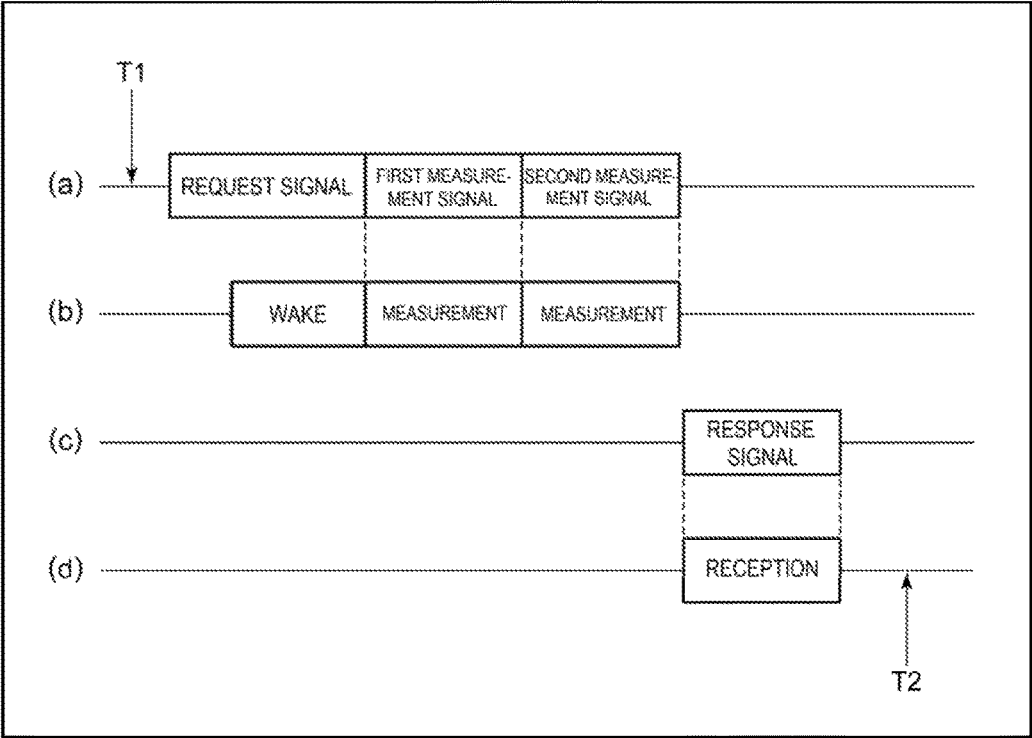 T1
(a)
REQUEST SIGNAL
FIRST MEASURE-
MENT SIGNAL
SECOND MEASURE-
MENT SIGNAL
(b)
WAKE
MEASUREMENT
MEASUREMENT
(c)
RESPONSE
SIGNAL
(d)
RECEPTION
T2